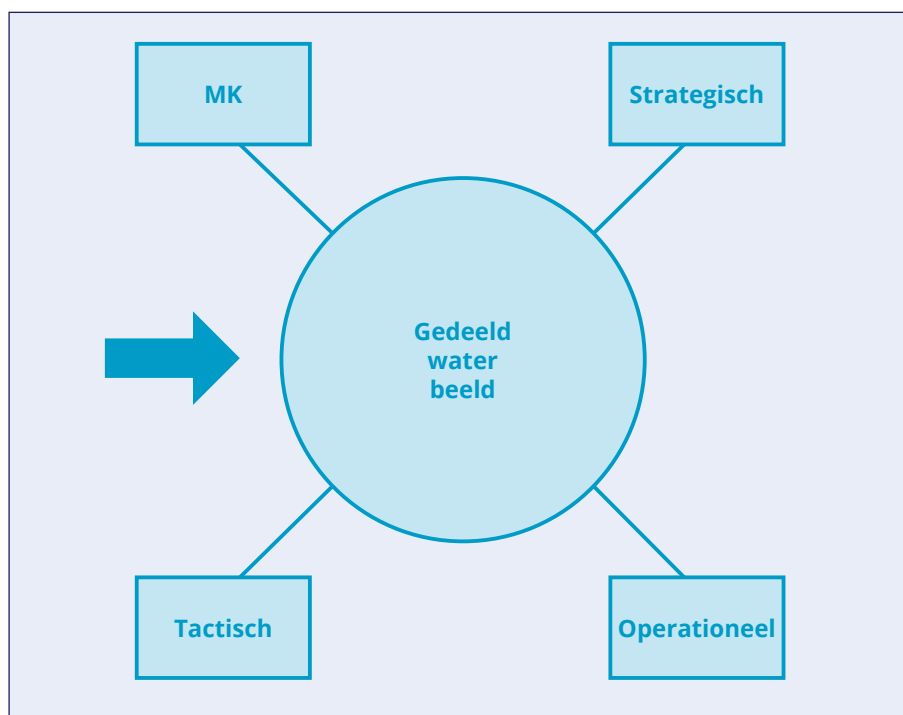 MK
Strategisch
Gedeeld
water
beeld
Tactisch
Operationeel